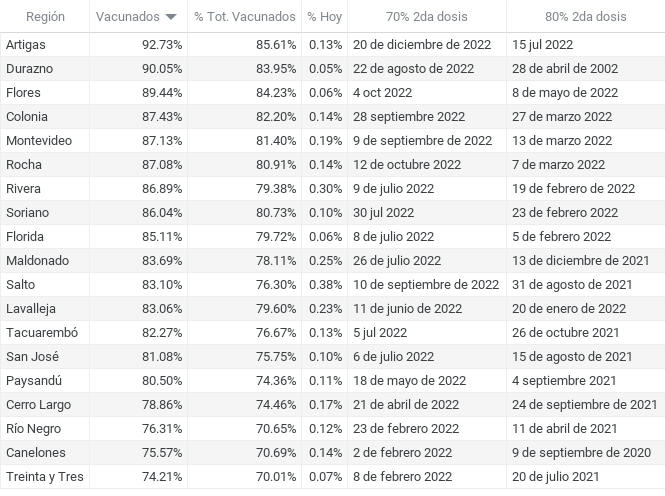 Región Vacunados % Tot. Vacunados % Hoy 70% 2da dosis 80% 2da dosis
Artigas 92.73% 85.61% 0.13% 20 de diciembre de 2022 15 jul 2022
Durazno 90.05% 83.95% 0.05% 22 de agosto de 2022 28 de abril de 2002
Flores 89.44% 84.23% 0.06% 4 oct 2022 8 de mayo de 2022
Colonia 87.43% 82.20% 0.14% 28 septiembre 2022 27 de marzo 2022
Montevideo 87.13% 81.40% 0.19% 9 de septiembre de 2022 13 de marzo 2022
Rocha 87.08% 80.91% 0.14% 12 de octubre 2022 7 de marzo 2022
Rivera 86.89% 79.38% 0.30% 9 de julio 2022 19 de febrero de 2022
Soriano 86.04% 80.73% 0.10% 30 jul 2022 23 de febrero 2022
Florida 85.11% 79.72% 0.06% 8 de julio 2022 5 de febrero 2022
Maldonado 83.69% 78.11% 0.25% 26 de julio 2022 13 de diciembre de 2021
Salto 83.10% 76.30% 0.38% 10 de septiembre de 2022 31 de agosto de 2021
Lavalleja 83.06% 79.60% 0.23% 11 de junio de 2022 20 de enero de 2022
Tacuarembó 82.27% 76.67% 0.13% 5 jul 2022 26 de octubre 2021
San José 81.08% 75.75% 0.10% 6 de julio 2022 15 de agosto de 2021
Paysandú 80.50% 74.36% 0.11% 18 de mayo de 2022 4 septiembre 2021
Cerro Largo 78.86% 74.46% 0.17% 21 de abril de 2022 24 de septiembre de 2021
Río Negro 76.31% 70.65% 0.12% 23 de febrero 2022 11 de abril de 2021
Canelones 75.57% 70.69% 0.14% 2 de febrero 2022 9 de septiembre de 2020
Treinta y Tres 74.21% 70.01% 0.07% 8 de febrero 2022 20 de julio 2021